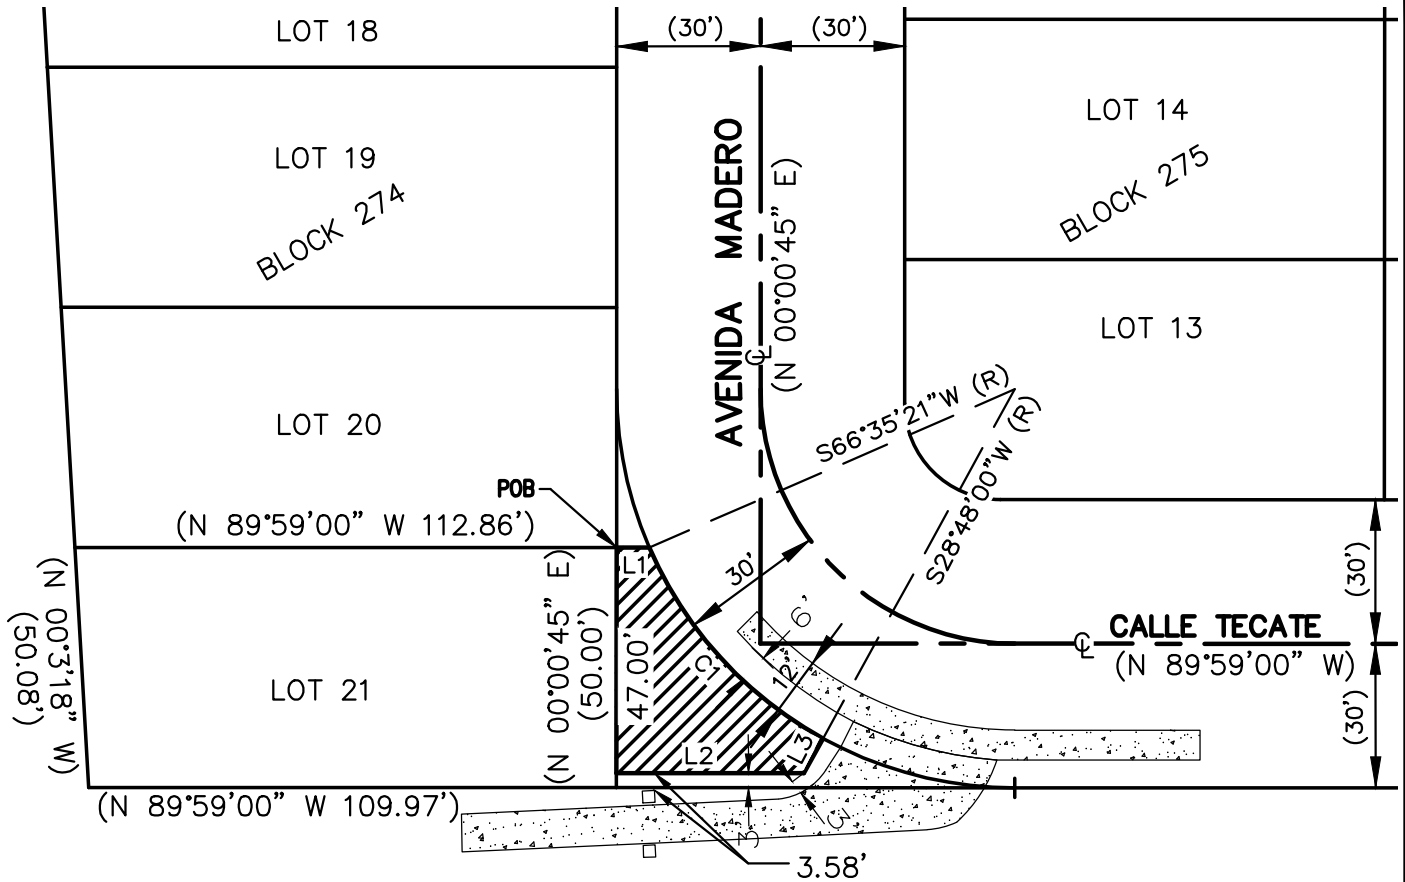 LOT 18
(30')
(30')
LOT 14
BLOCK 275
LOT 19
BLOCK 274
AVENIDA MADERO
(N 00°00'45" E)
℄
LOT 13
LOT 20
S66°35'21"W (R)
S28°48'00"W (R)
POB
(N 89°59'00" W 112.86')
L1
30'
(N 00°00'45" E)
(50.00')
47.00'
C1
6'
12'
(30')
CALLE TECATE
℄
(N 89°59'00" W)
(30')
(N 00°3'18" W)
(50.08')
LOT 21
L2
L3
(N 89°59'00" W 109.97')
3'
3'
3.58'